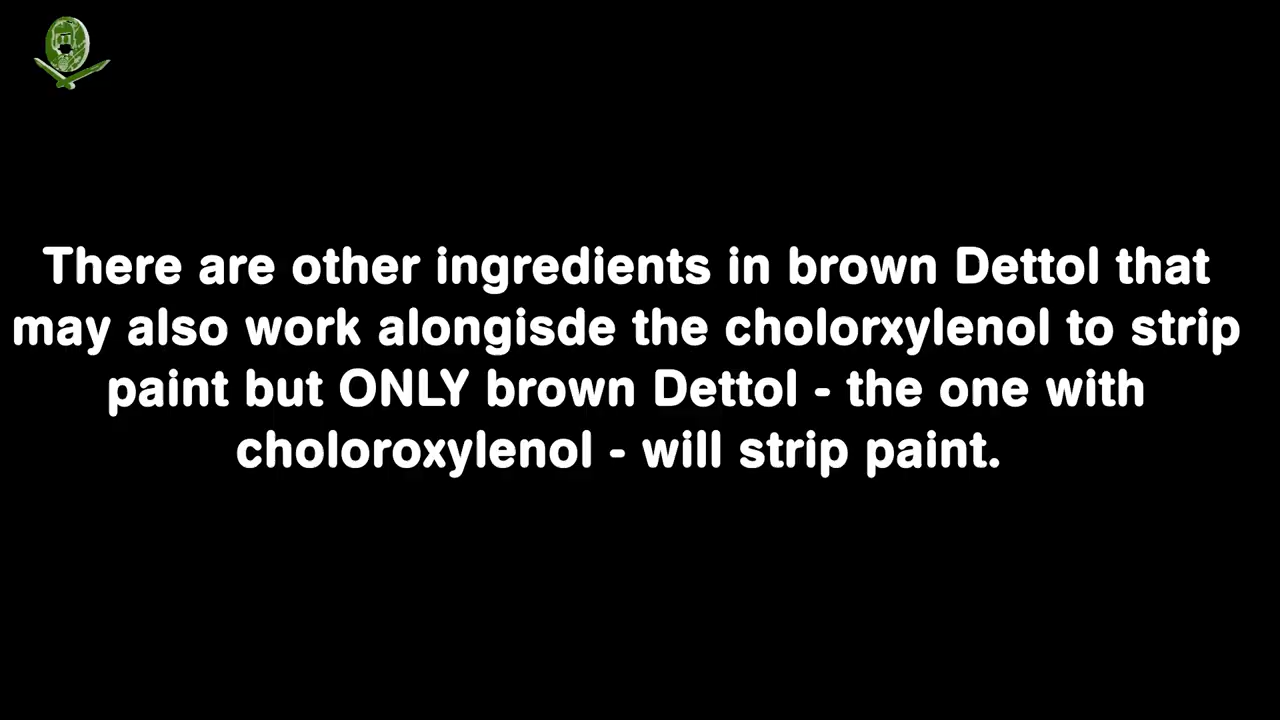 There are other ingredients in brown Dettol that
may also work alongisde the cholorxylenol to strip
paint but ONLY brown Dettol - the one with
choloroxylenol - will strip paint.